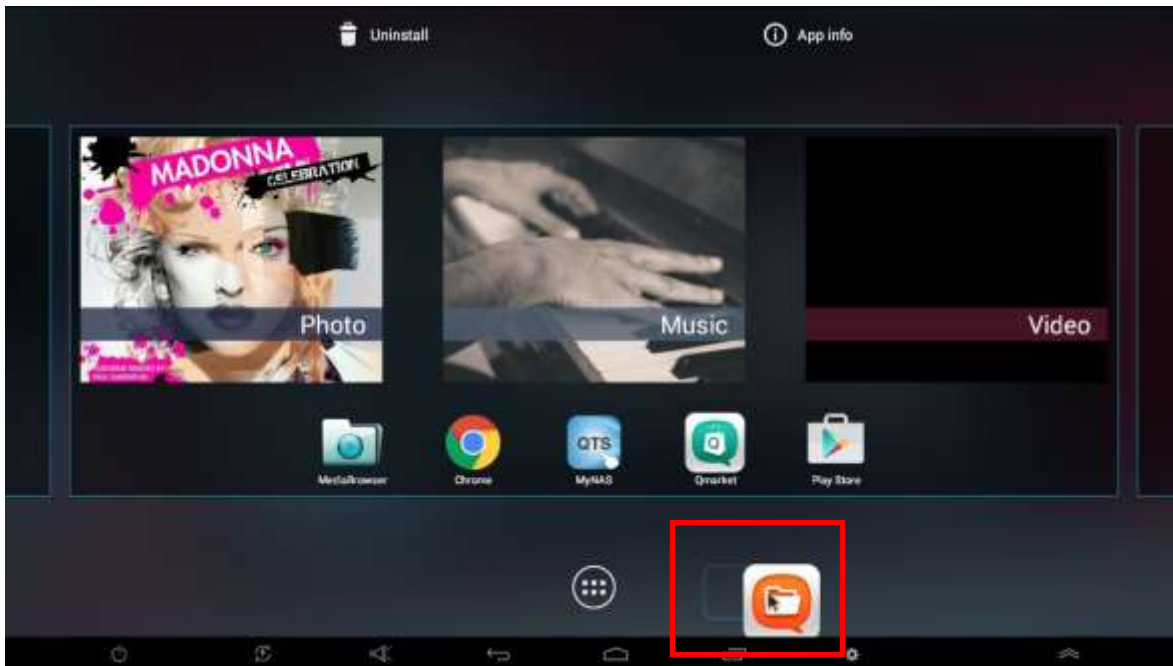 Uninstall
App info
MADONNA
CELEBRATION
Photo
Music
Video
QTS
Q
MediaBrowser
Chrome
MyNAS
Qmarket
Play Store